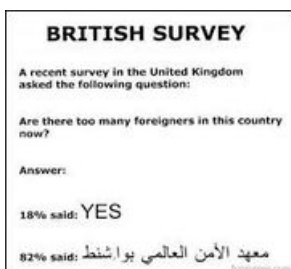 BRITISH SURVEY
A recent survey in the United Kingdom
asked the following question:
Are there too many foreigners in this country
now?
Answer:
18% said: YES
82% said: معهد الأمن العالمي بواشنط